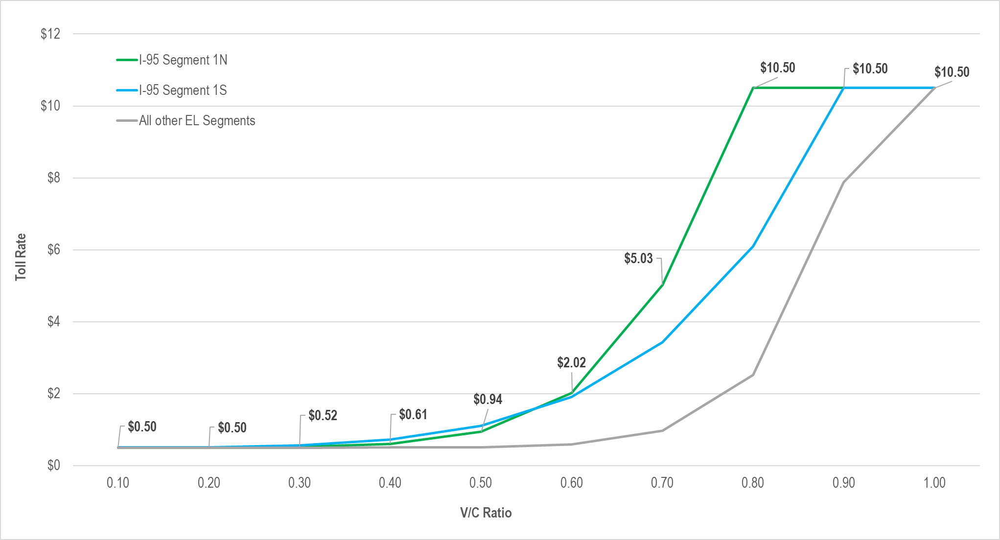 $12
$10
$8
$6
$4
$2
$0
Toll Rate
I-95 Segment 1N
I-95 Segment 1S
All other EL Segments
$0.50
$0.50
$0.52
$0.61
$0.94
$2.02
$5.03
$10.50
$10.50
$10.50
0.10 0.20 0.30 0.40 0.50 0.60 0.70 0.80 0.90 1.00
V/C Ratio